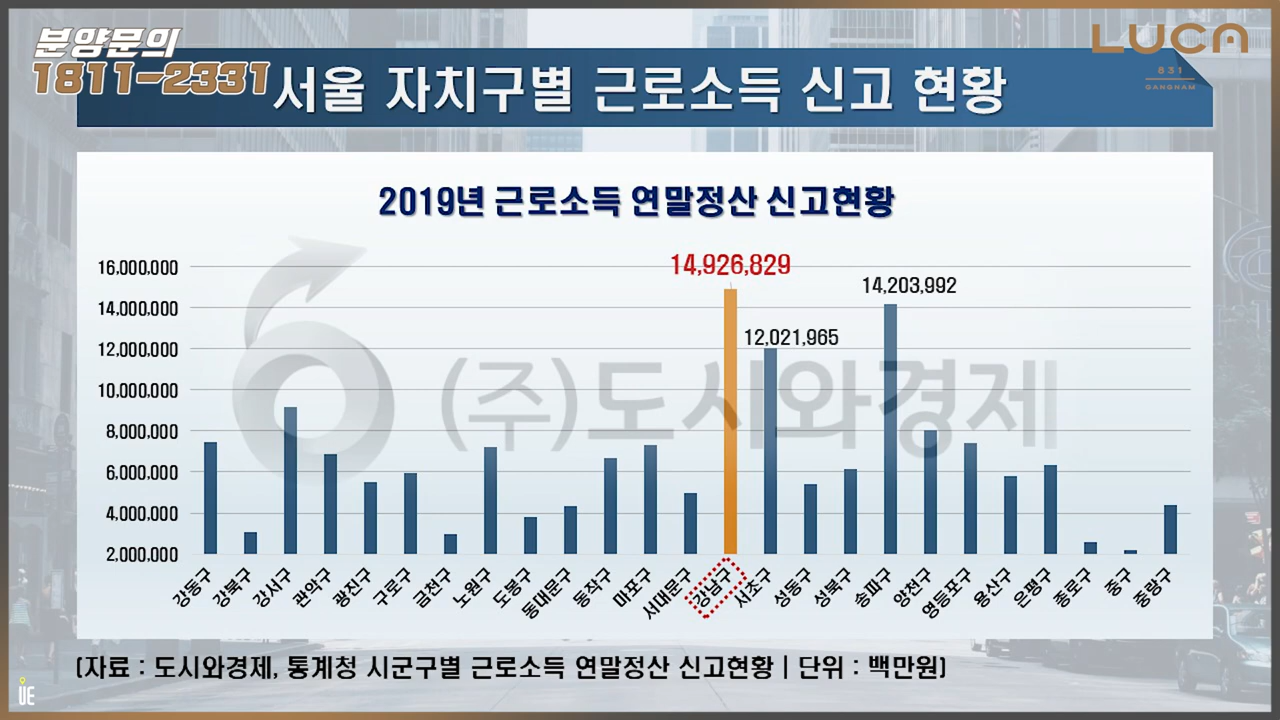 분양문의
1811-2331
LUCA
631
GANGNAM
서울 자치구별 근로소득 신고 현황
2019년 근로소득 연말정산 신고현황
14,926,829
14,203,992
12,021,965
16.000.000
14.000.000
12.000.000
10.000.000
8.000.000
6.000.000
4.000.000
2.000.000
(주)도시와경제
강동구 강북구 강서구 관악구 광진구 구로구 금천구 노원구 도봉구 동대문구 동작구 마포구 서대문구 강남구 서초구 성동구 성북구 송파구 양천구 영등포구 용산구 은평구 종로구 중구 중랑구
(자료 : 도시와경제, 통계청 시군구별 근로소득 연말정산 신고현황 | 단위 : 백만원)
UE